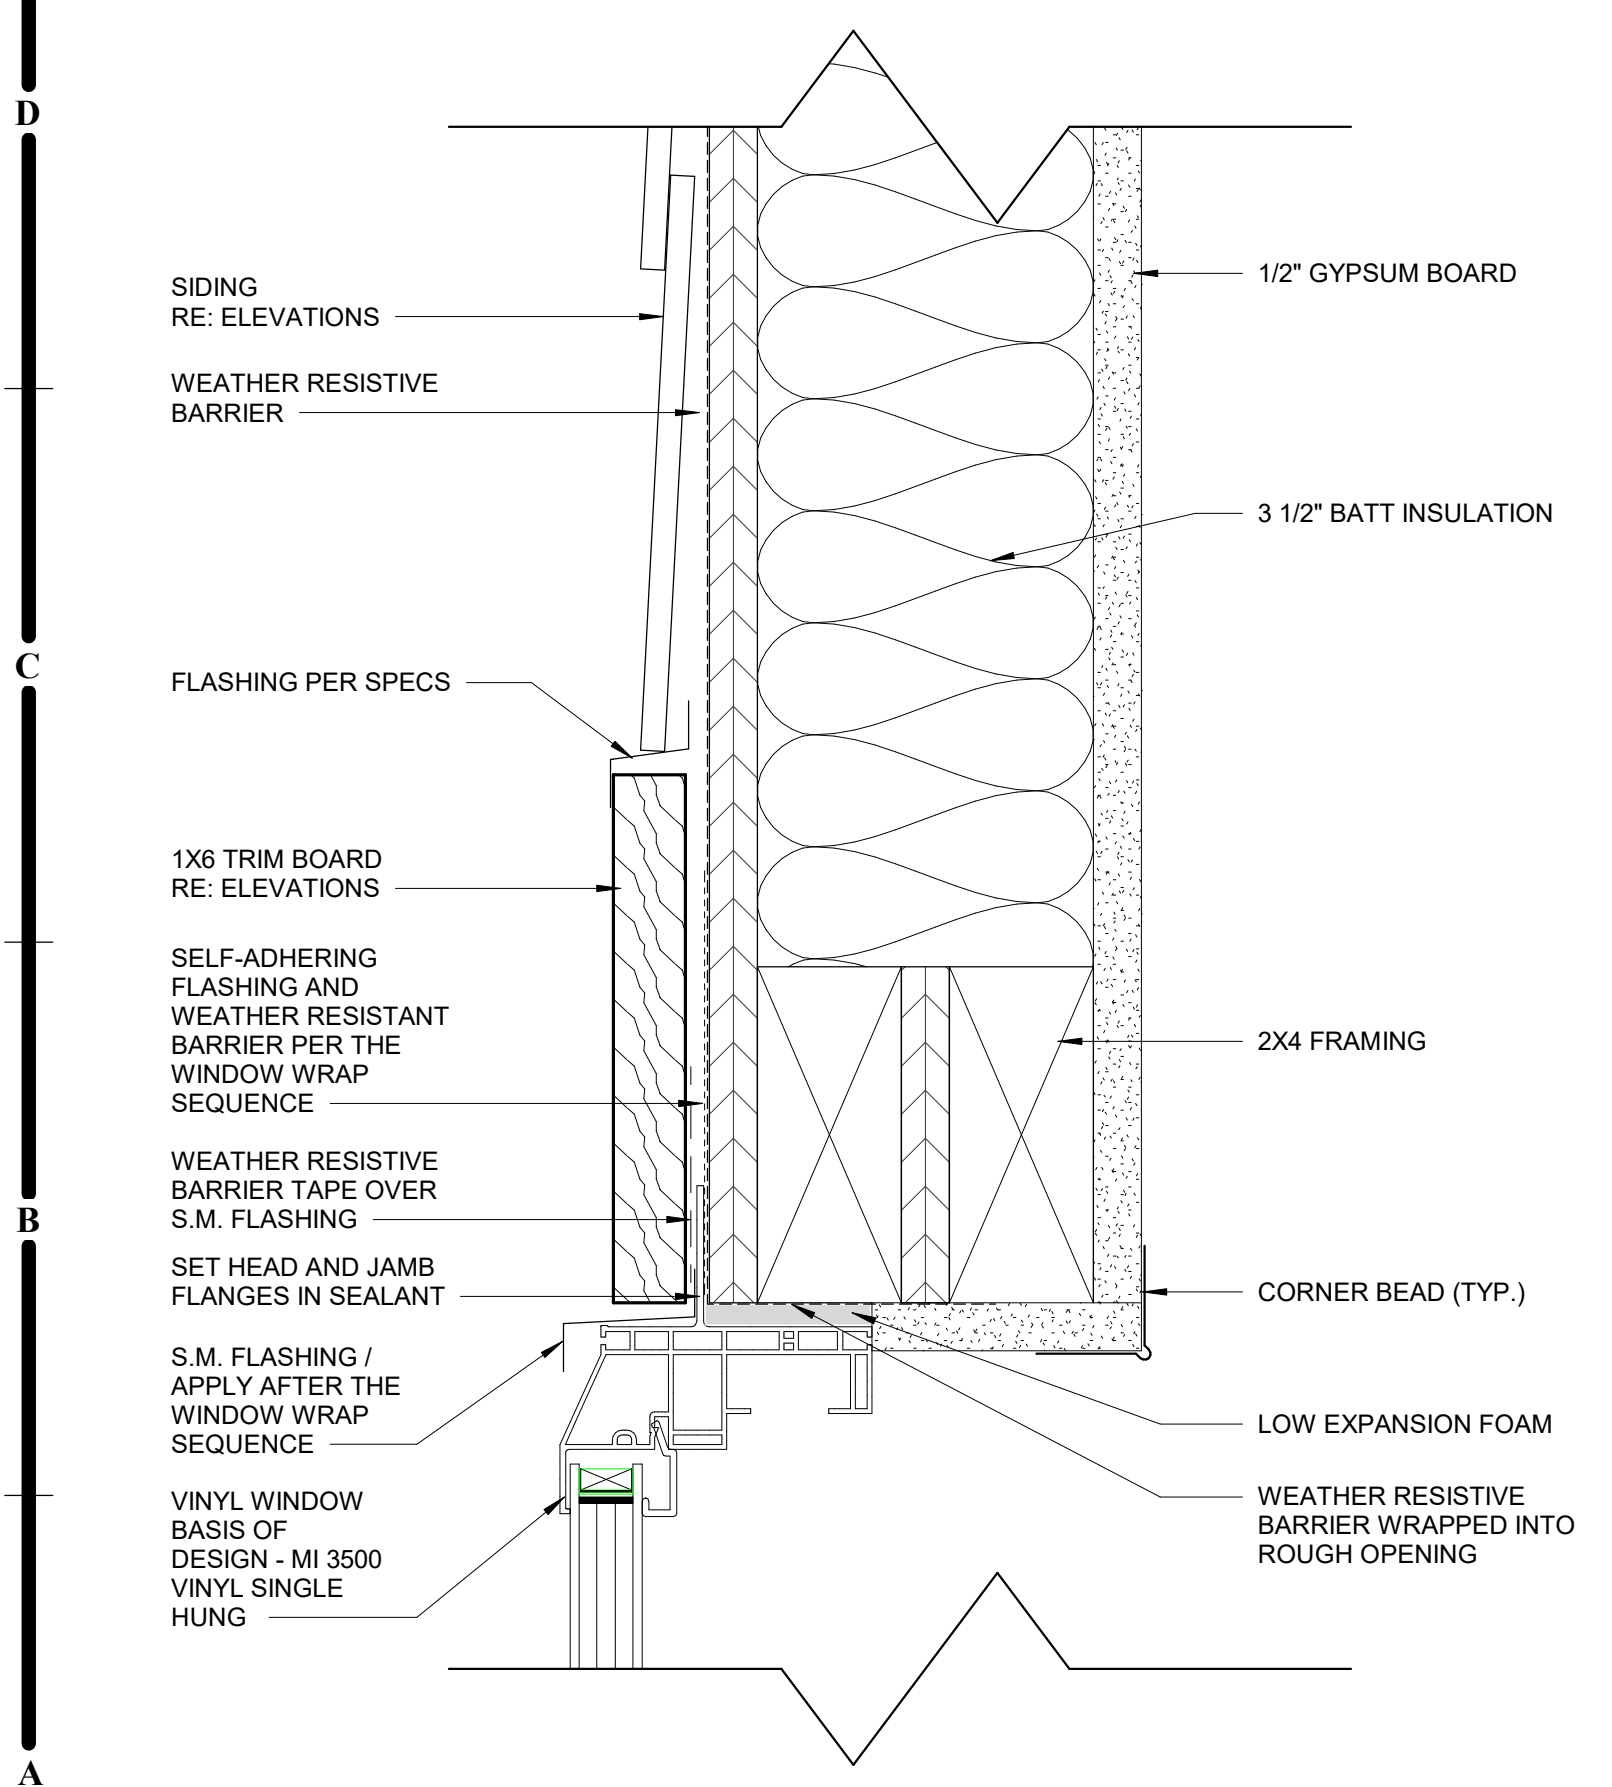 D
SIDING
RE: ELEVATIONS
WEATHER RESISTIVE
BARRIER
C
FLASHING PER SPECS
1X6 TRIM BOARD
RE: ELEVATIONS
SELF-ADHERING
FLASHING AND
WEATHER RESISTANT
BARRIER PER THE
WINDOW WRAP
SEQUENCE
WEATHER RESISTIVE
BARRIER TAPE OVER
S.M. FLASHING
B
SET HEAD AND JAMB
FLANGES IN SEALANT
S.M. FLASHING /
APPLY AFTER THE
WINDOW WRAP
SEQUENCE
VINYL WINDOW
BASIS OF
DESIGN - MI 3500
VINYL SINGLE
HUNG
A
1/2" GYPSUM BOARD
3 1/2" BATT INSULATION
2X4 FRAMING
CORNER BEAD (TYP.)
LOW EXPANSION FOAM
WEATHER RESISTIVE
BARRIER WRAPPED INTO
ROUGH OPENING